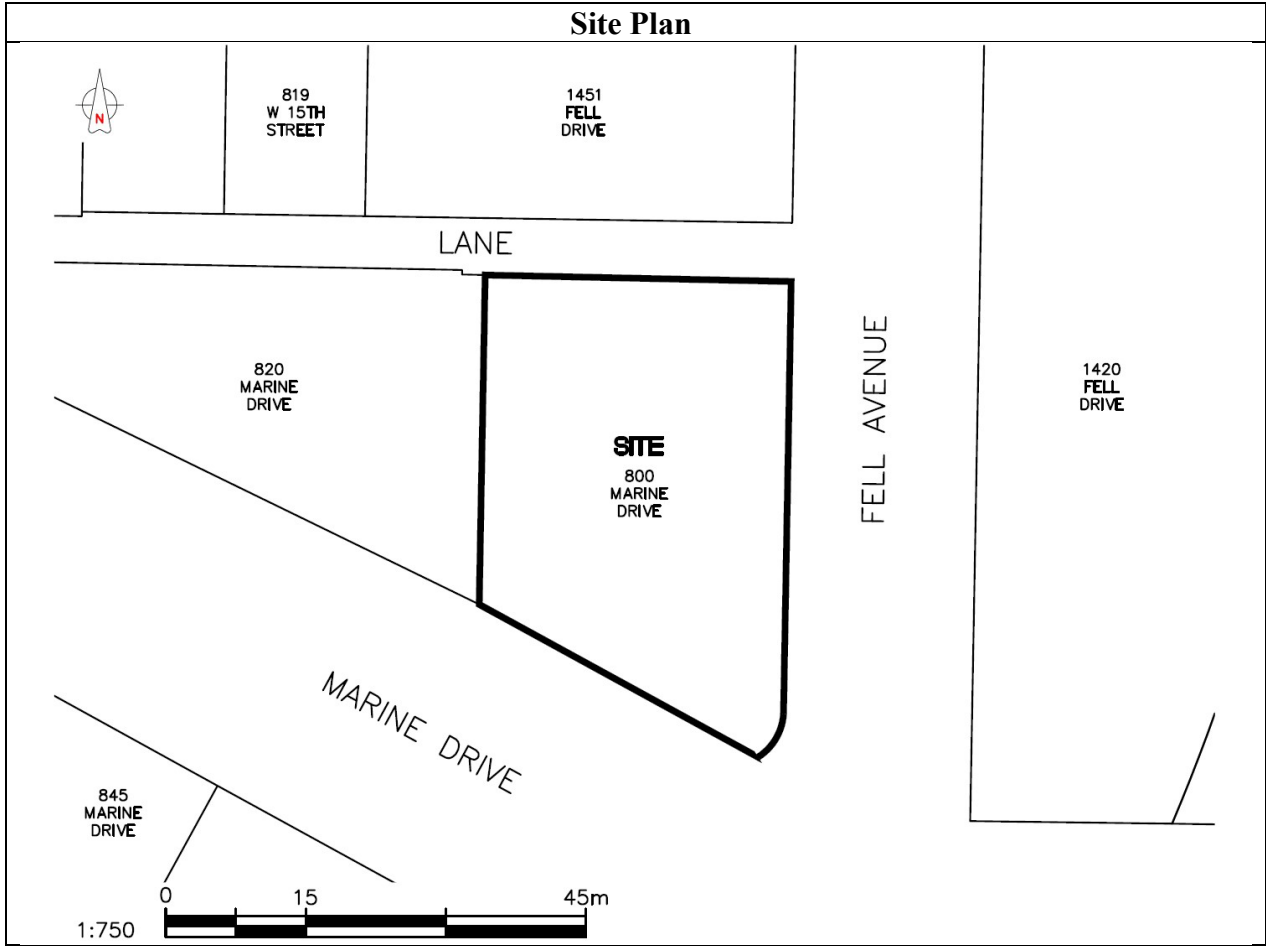 Site Plan
N
819
W 15TH
STREET
1451
FELL
DRIVE
LANE
820
MARINE
DRIVE
SITE
800
MARINE
DRIVE
FELL AVENUE
1420
FELL
DRIVE
MARINE DRIVE
845
MARINE
DRIVE
0 15 45m
1:750